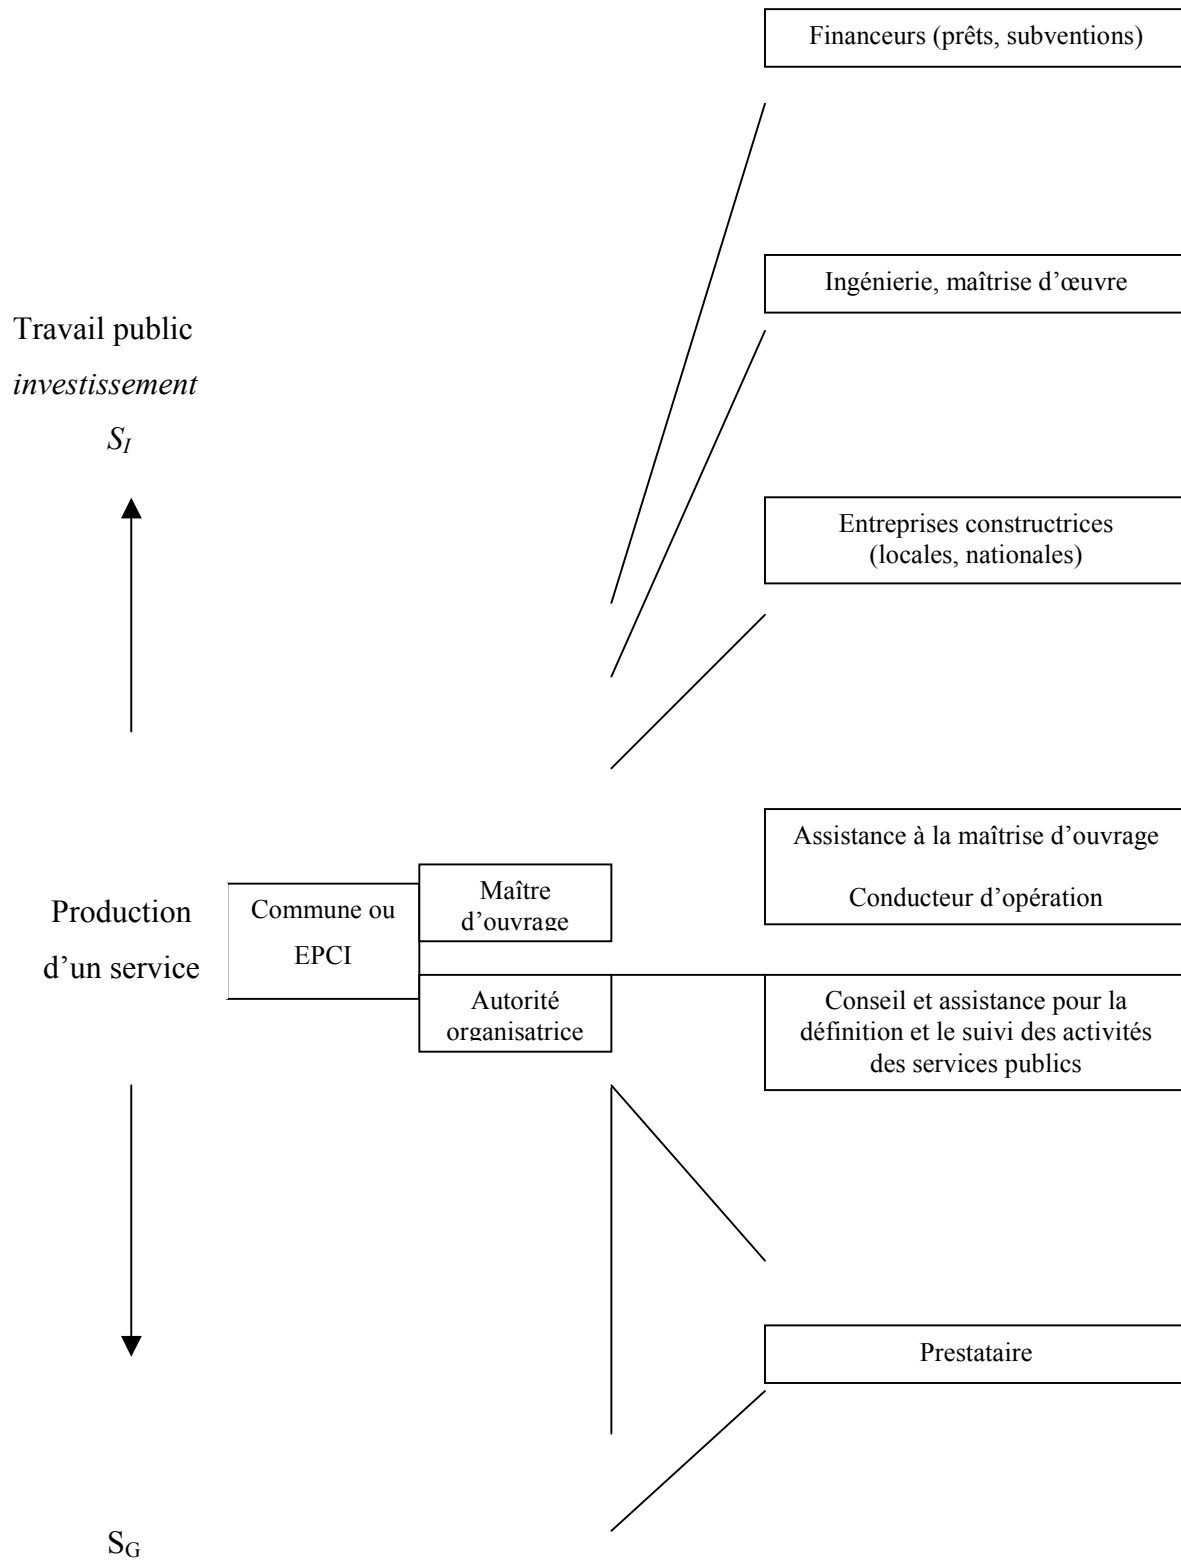 Financeurs (prêts, subventions)
Ingénierie, maîtrise d’œuvre
Travail public
investissement
S_I
Entreprises constructrices
(locales, nationales)
Assistance à la maîtrise d’ouvrage
Conducteur d’opération
Production
d’un service
Commune ou
EPCI
Maître
d’ouvrage
Autorité
organisatrice
Conseil et assistance pour la
définition et le suivi des activités
des services publics
Prestataire
S_G